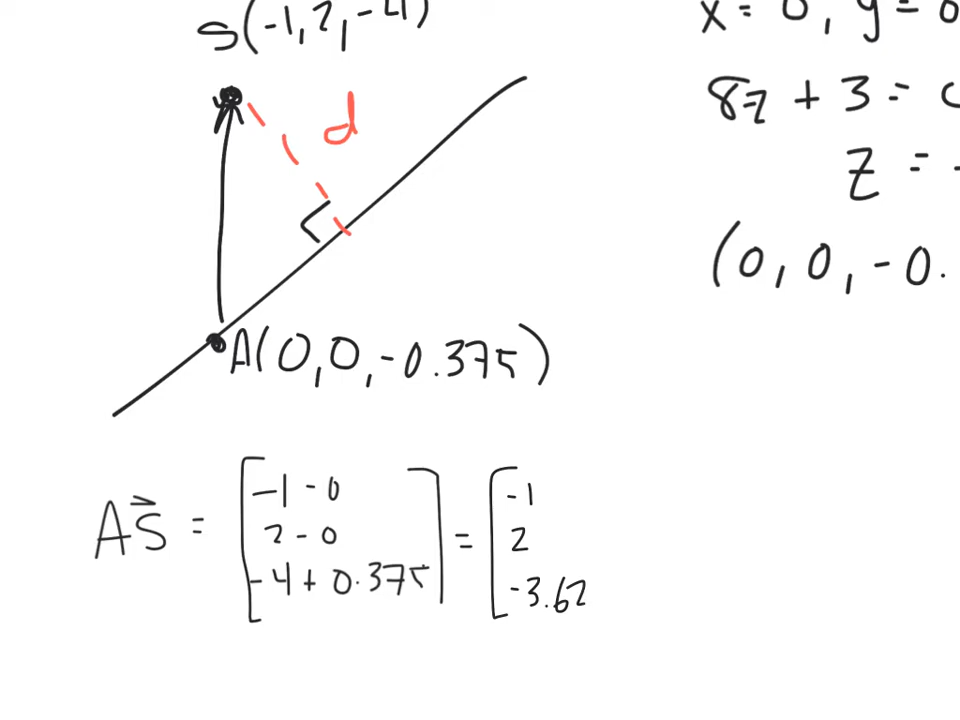 S(-1, 2, -4)
x = 0, y = 0
8z + 3 = 0
z = -
(0, 0, -0.
d
A(0, 0, -0.375)
AS⃗ = [-1 - 0 = [-1
2 - 0 2
-4 + 0.375] -3.62